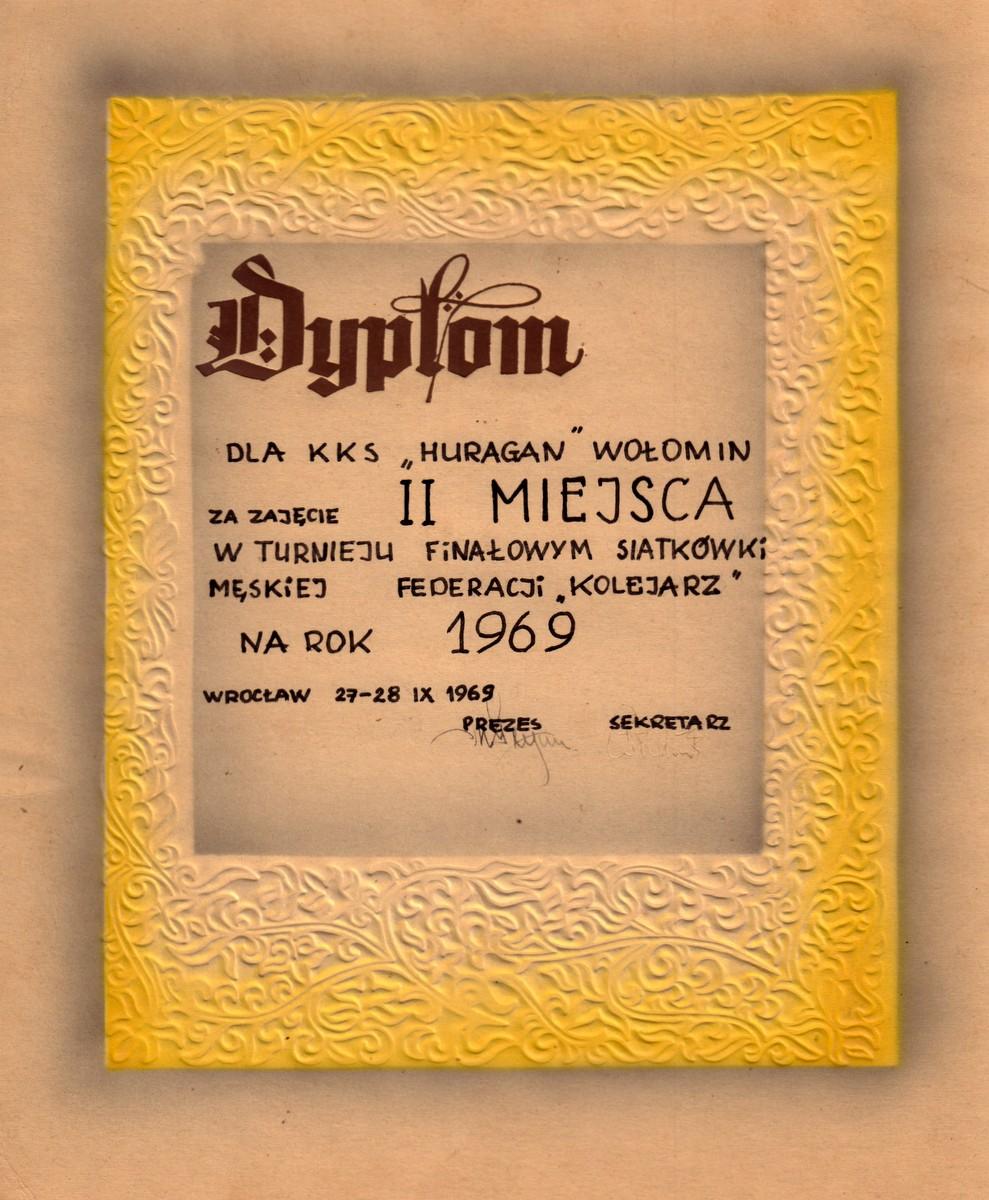 Dyplom
DLA KKS „HURAGAN" WOŁOMIN
ZA ZAJĘCIE II MIEJSCA
W TURNIEJU FINAŁOWYM SIATKÓWKI
MĘSKIEJ FEDERACJI „KOLEJARZ"
NA ROK 1969
WROCŁAW 27-28 IX 1969
PREZES SEKRETARZ